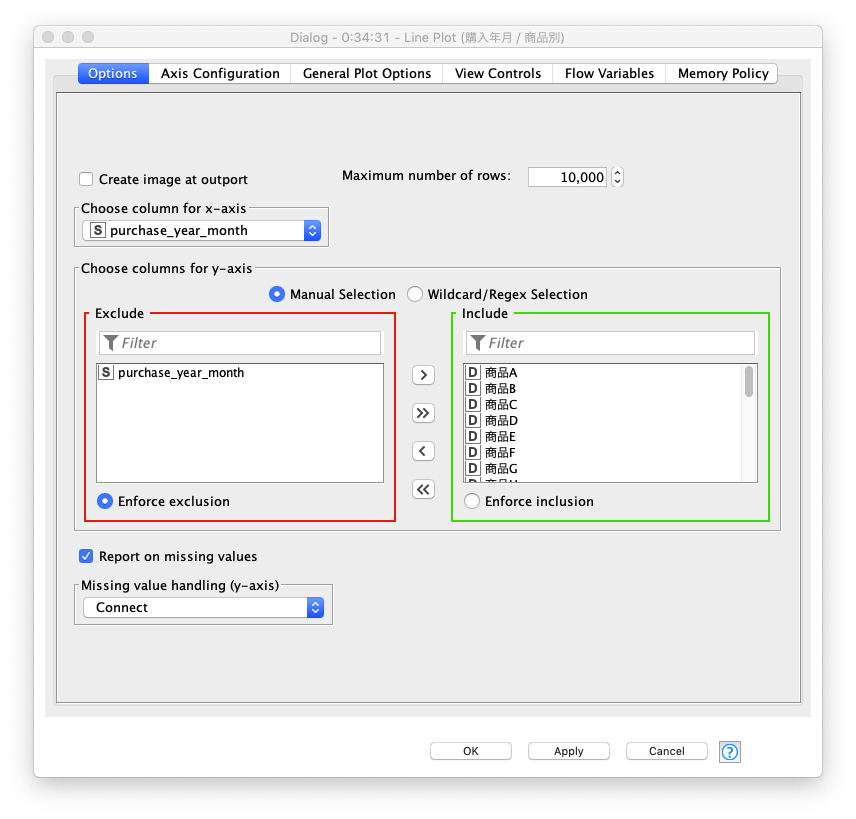 Dialog - 0:34:31 - Line Plot (購入年月 / 商品別)
Options Axis Configuration General Plot Options View Controls Flow Variables Memory Policy
Create image at outport Maximum number of rows: 10,000
Choose column for x-axis
S purchase_year_month
Choose columns for y-axis
Manual Selection Wildcard/Regex Selection
Exclude Include
Filter Filter
S purchase_year_month
D 商品A
D 商品B
D 商品C
D 商品D
D 商品E
D 商品F
D 商品G
Enforce exclusion Enforce inclusion
Report on missing values
Missing value handling (y-axis)
Connect
OK Apply Cancel ?